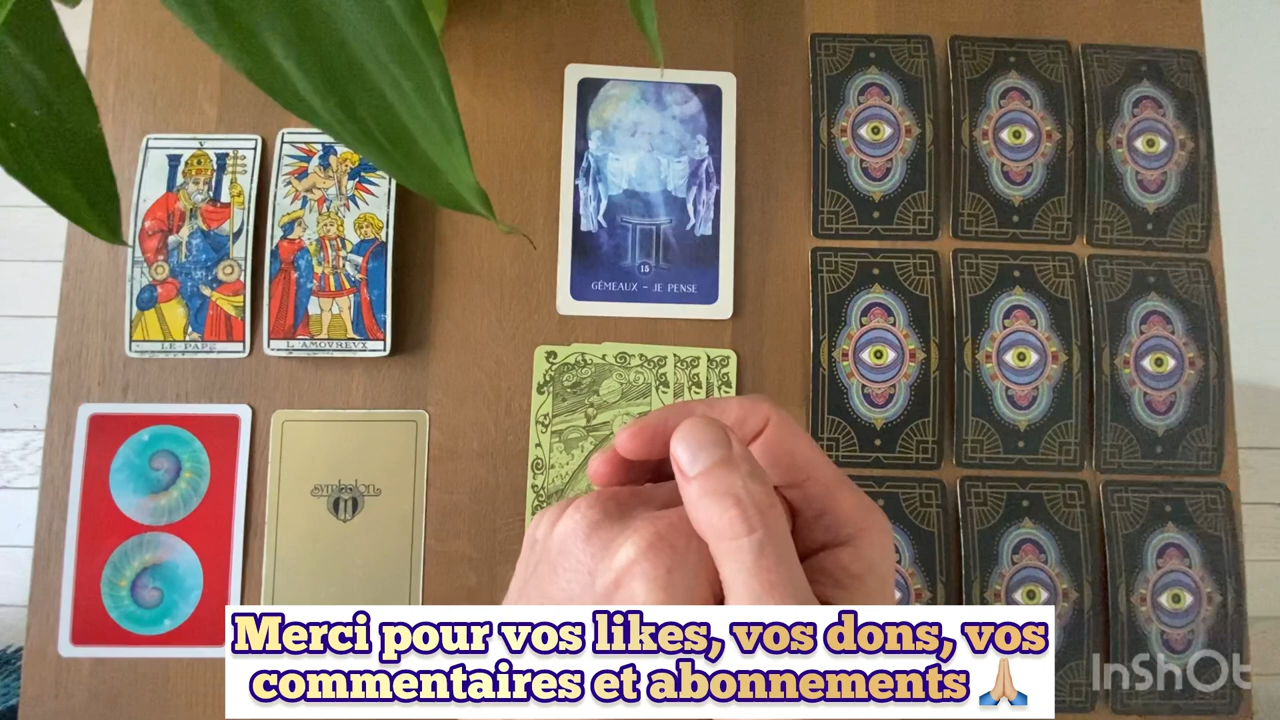 V
LE·PAPE
L'AMOVREVX
15
GÉMEAUX – JE PENSE
symbolon
Merci pour vos likes, vos dons, vos
commentaires et abonnements 🙏🏼
InShOt